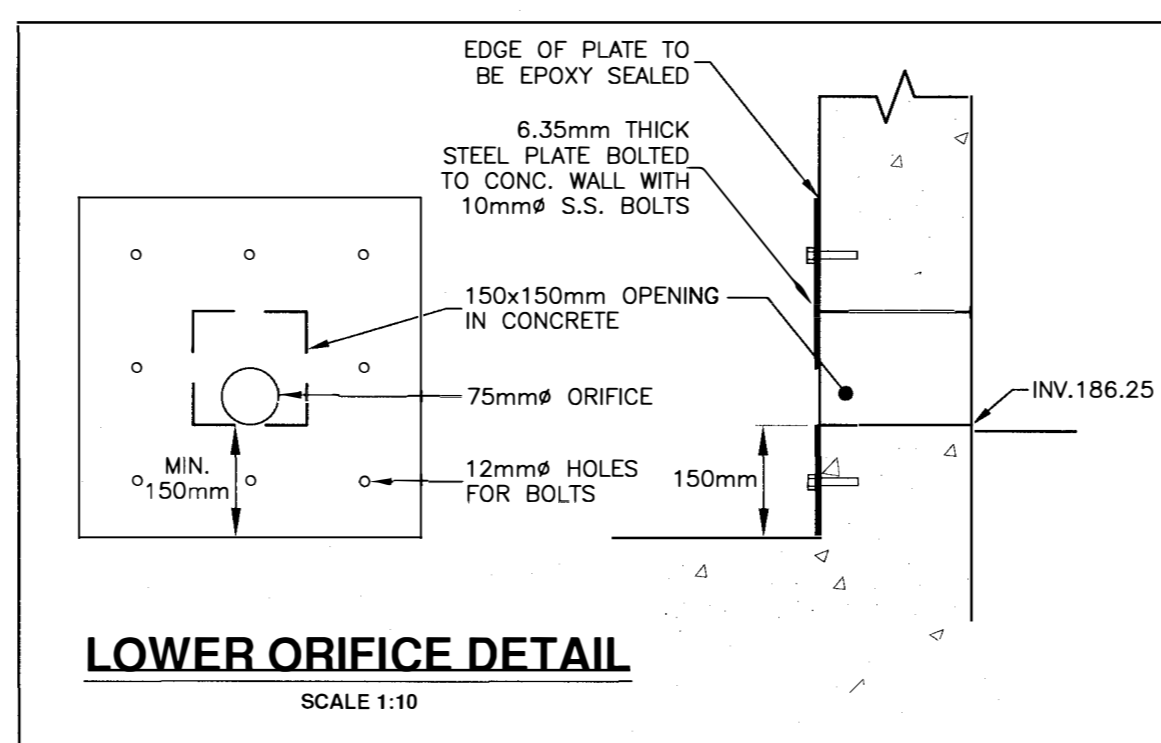 EDGE OF PLATE TO
BE EPOXY SEALED
6.35mm THICK
STEEL PLATE BOLTED
TO CONC. WALL WITH
10mmø S.S. BOLTS
150x150mm OPENING
IN CONCRETE
75mmø ORIFICE
INV.186.25
MIN.
150mm
12mmø HOLES
FOR BOLTS
150mm
LOWER ORIFICE DETAIL
SCALE 1:10